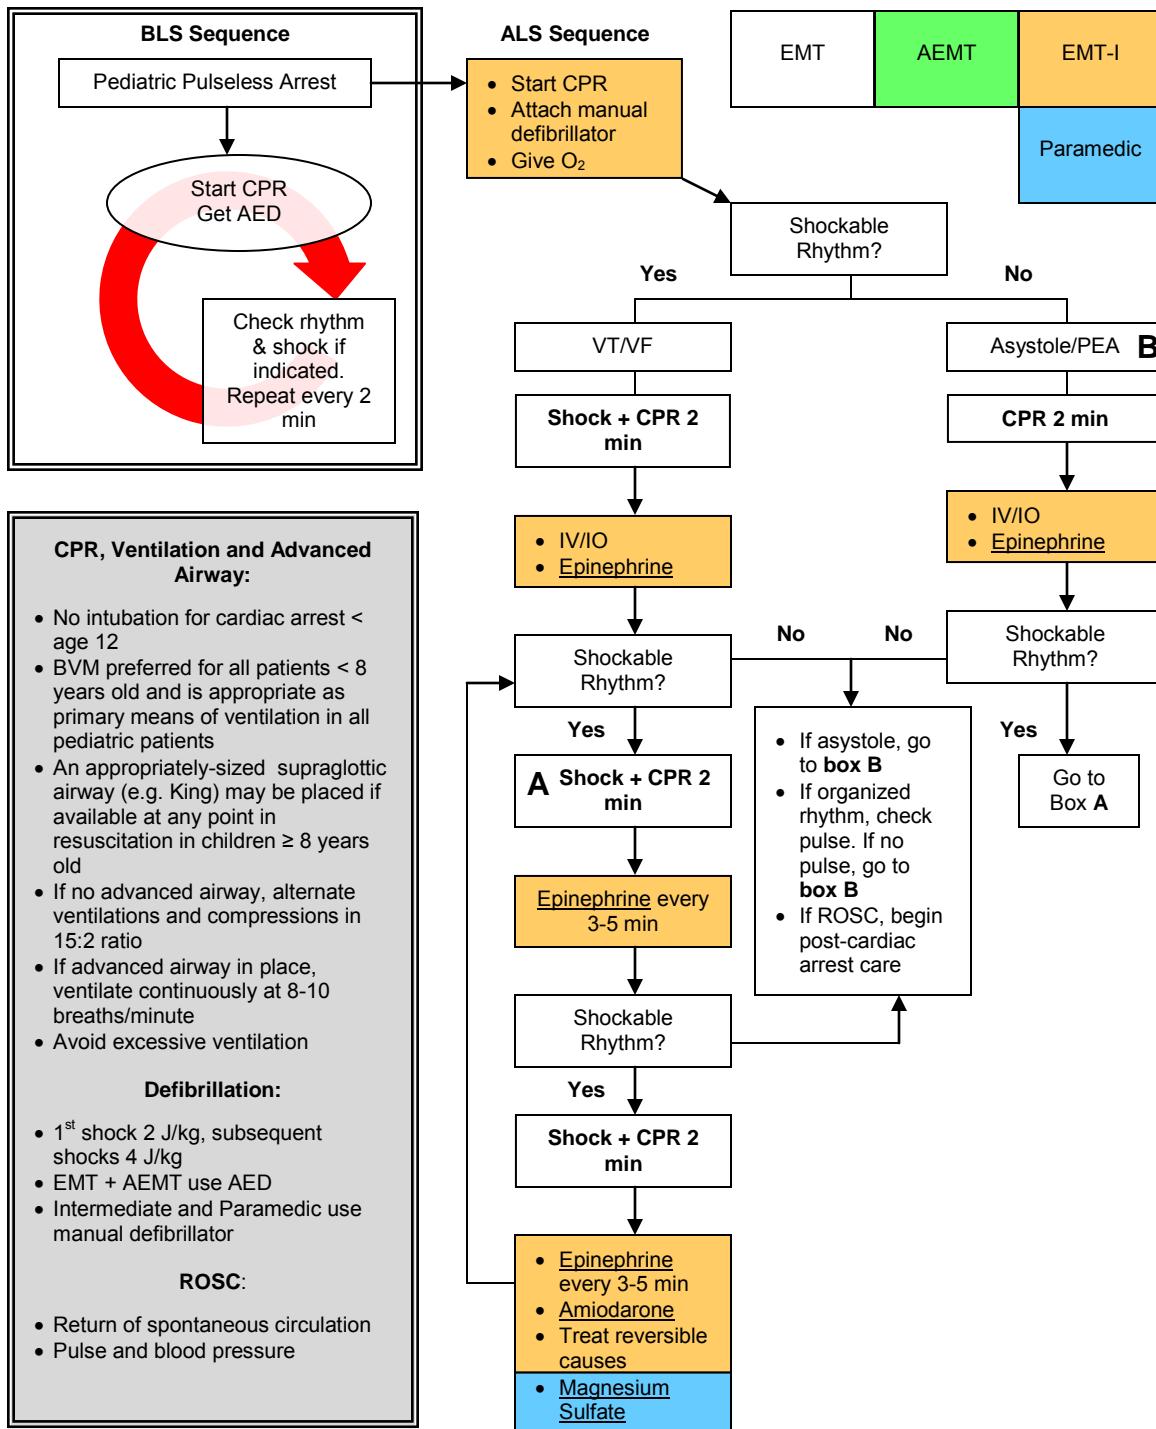 BLS Sequence
Pediatric Pulseless Arrest
Start CPR
Get AED
Check rhythm
& shock if
indicated.
Repeat every 2
min
ALS Sequence
• Start CPR
• Attach manual
defibrillator
• Give O₂
EMT
AEMT
EMT-I
Paramedic
Shockable
Rhythm?
Yes
No
VT/VF
Asystole/PEA
B
Shock + CPR 2
min
CPR 2 min
• IV/IO
• Epinephrine
• IV/IO
• Epinephrine
Shockable
Rhythm?
No
No
Shockable
Rhythm?
Yes
Yes
A
Shock + CPR 2
min
• If asystole, go
to box B
• If organized
rhythm, check
pulse. If no
pulse, go to
box B
• If ROSC, begin
post-cardiac
arrest care
Go to
Box A
Epinephrine every
3-5 min
Shockable
Rhythm?
Yes
Shock + CPR 2
min
• Epinephrine
every 3-5 min
• Amiodarone
• Treat reversible
causes
• Magnesium
Sulfate
CPR, Ventilation and Advanced
Airway:
• No intubation for cardiac arrest <
age 12
• BVM preferred for all patients < 8
years old and is appropriate as
primary means of ventilation in all
pediatric patients
• An appropriately-sized supraglottic
airway (e.g. King) may be placed if
available at any point in
resuscitation in children ≥ 8 years
old
• If no advanced airway, alternate
ventilations and compressions in
15:2 ratio
• If advanced airway in place,
ventilate continuously at 8-10
breaths/minute
• Avoid excessive ventilation
Defibrillation:
• 1st shock 2 J/kg, subsequent
shocks 4 J/kg
• EMT + AEMT use AED
• Intermediate and Paramedic use
manual defibrillator
ROSC:
• Return of spontaneous circulation
• Pulse and blood pressure